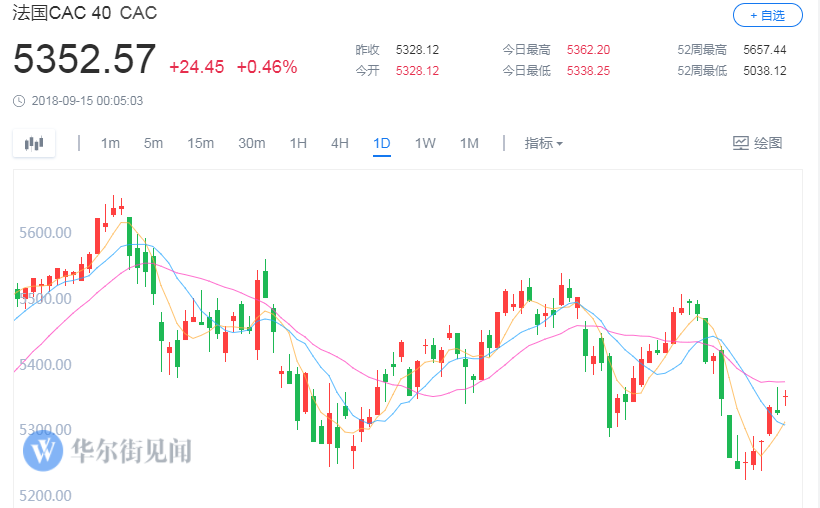 法国CAC 40 CAC
+ 自选
5352.57 +24.45 +0.46%
昨收 5328.12 今日最高 5362.20 52周最高 5657.44
今开 5328.12 今日最低 5338.25 52周最低 5038.12
2018-09-15 00:05:03
1m 5m 15m 30m 1H 4H 1D 1W 1M 指标 绘图
5600.00
5500.00
5400.00
5300.00
W 华尔街见闻
5200.00